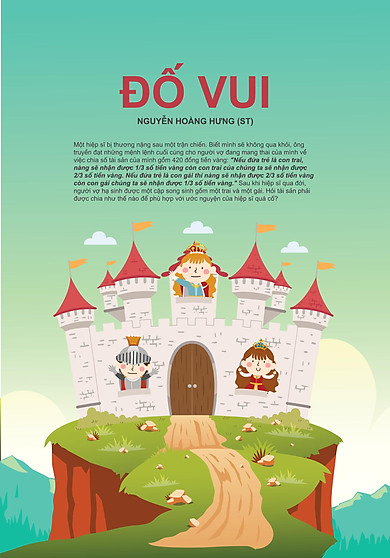 ĐỐ VUI
NGUYỄN HOÀNG HƯNG (ST)
Một hiệp sĩ bị thương nặng sau một trận chiến. Biết mình sẽ không qua khỏi, ông
truyền đạt những mệnh lệnh cuối cùng cho người vợ đang mang thai của mình về
việc chia số tài sản của mình gồm 420 đồng tiền vàng: "Nếu đứa trẻ là con trai,
nàng sẽ nhận được 1/3 số tiền vàng còn con trai của chúng ta sẽ nhận được
2/3 số tiền vàng. Nếu đứa trẻ là con gái thì nàng sẽ nhận được 2/3 số tiền vàng
còn con gái chúng ta sẽ nhận được 1/3 số tiền vàng." Sau khi hiệp sĩ qua đời,
người vợ hạ sinh được một cặp song sinh gồm một trai và một gái. Hỏi tài sản phải
được chia như thế nào để phù hợp với ước nguyện của hiệp sĩ quá cố?